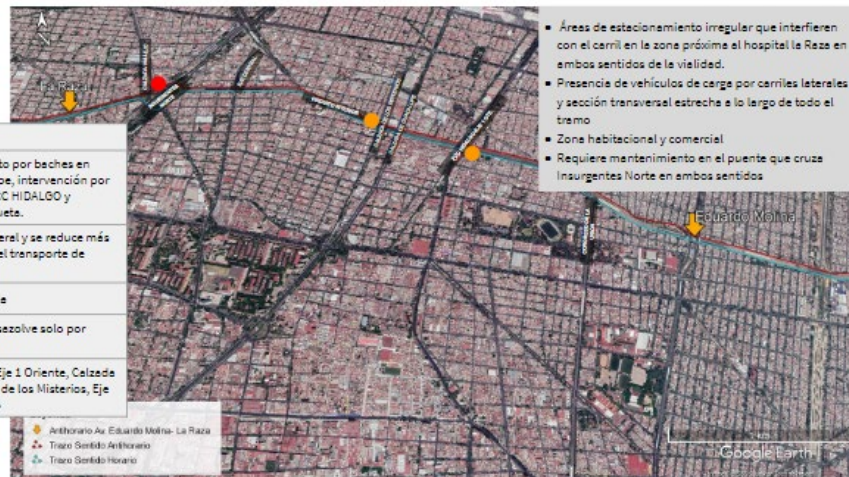 Áreas de estacionamiento irregular que interfieren
con el carril en la zona próxima al hospital la Raza en
ambos sentidos de la vialidad.
Presencia de vehículos de carga por carriles laterales
y sección transversal estrecha a lo largo de todo el
tramo
Zona habitacional y comercial
Requiere mantenimiento en el puente que cruza
Insurgentes Norte en ambos sentidos
La Raza
Eduardo Molina
to por baches en
pe, intervención por
CC HIDALGO y
ueta.
eral y se reduce más
el transporte de
sazolve solo por
Eje 1 Oriente, Calzada
de los Misterios, Eje
Antihorario Av. Eduardo Molina- La Raza
Trazo Sentido Antihorario
Trazo Sentido Horario
Google Earth